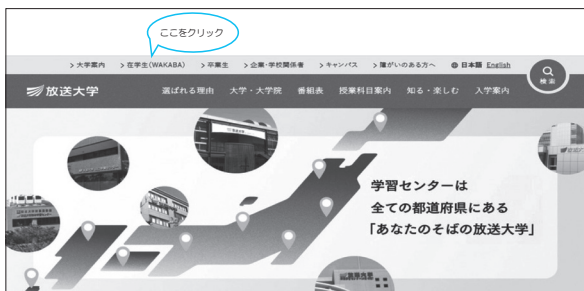 ここをクリック
> 大学案内 > 在学生(WAKABA) > 卒業生 > 企業・学校関係者 > キャンパス > 障がいのある方へ 日本語 English
検索
放送大学 選ばれる理由 大学・大学院 番組表 授業科目案内 知る・楽しむ 入学案内
学習センターは
全ての都道府県にある
「あなたのそばの放送大学」